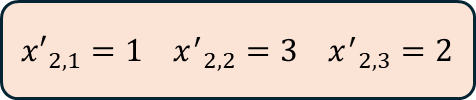 x′₂,₁ = 1 x′₂,₂ = 3 x′₂,₃ = 2